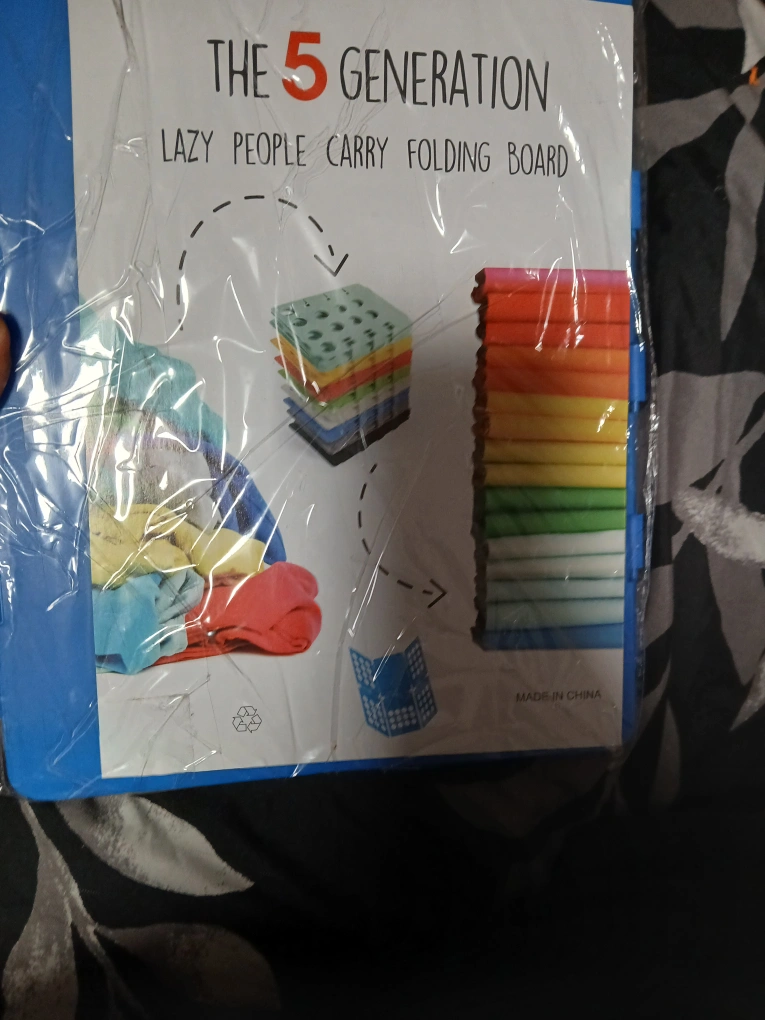 THE 5 GENERATION
LAZY PEOPLE CARRY FOLDING BOARD
MADE IN CHINA